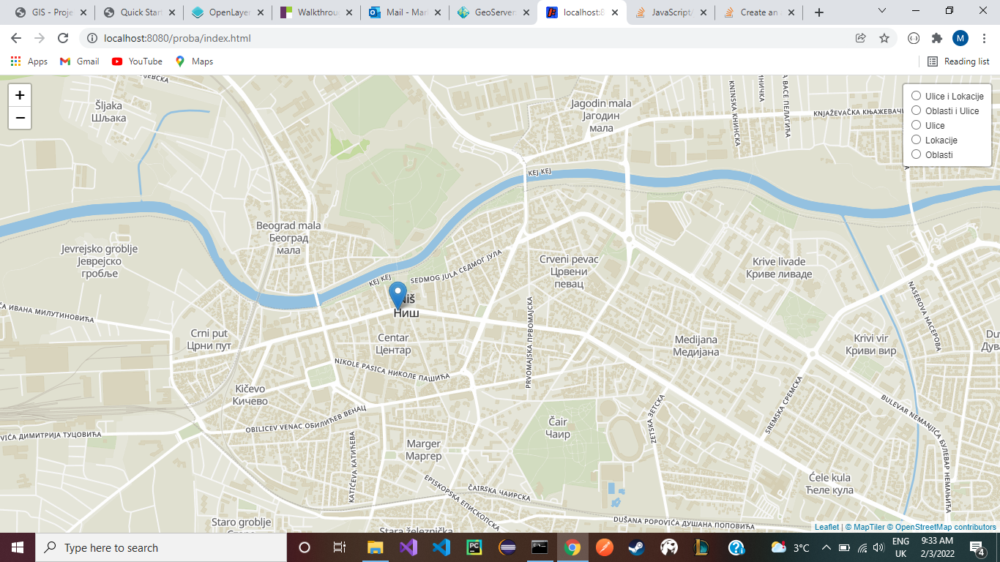 GIS - Proje
Quick Start
OpenLayer
Walkthrou
Mail - Mar
GeoServer
localhost:8
JavaScript/
Create an
localhost:8080/proba/index.html
M
Apps
Gmail
YouTube
Maps
Reading list
+
−
Ulice i Lokacije
Oblasti i Ulice
Ulice
Lokacije
Oblasti
Šljaka
Шљака
Jagodin mala
Јагодин
мала
KNINSKA КНИНСКА
ВАСЕ ПЕЛАГИЋА
KNJAŽEVAČKA КЊАЖЕВАЧ
KEJ КЕЈ
Beograd mala
Београд
мала
Jevrejsko groblje
Јеврејско
гробље
SEDMOG JULA СЕДМОГ ЈУЛА
KEJ КЕЈ
Crveni pevac
Црвени
певац
Krive livade
Криве ливаде
Niš
Ниш
NASEROVA НАСЕРОВА
ИВАНА МИЛУТИНОВИЋА
Crni put
Црни пут
Centar
Центар
PRVOMAJSKA ПРВОМАЈСКА
Medijana
Медијана
Krivi vir
Криви вир
Duv
Дува
NIKOLE PASICA НИКОЛЕ ПАШИЋА
Kičevo
Кичево
OBILICEV VENAC ОБИЛИЋЕВ ВЕНАЦ
ZETSKA ЗЕТСКА
SREMSKA СРЕМСКА
BULEVAR NEMANJIĆA БУЛЕВАР НЕМАЊИЋА
Čair
Чаир
ДИМИТРИЈА ТУЦОВИЋА
KATIĆEVA КАТИЋЕВА
Marger
Маргер
EPISKOPSKA ЕПИСКОПСКА
ČAIRSKA ЧАИРСКА
Ćele kula
Ћеле кула
Staro groblje
Stara železnička
DUŠANA POPOVIĆA ДУШАНА ПОПОВИЋА
Leaflet | © MapTiler © OpenStreetMap contributors
Type here to search
3°C
ENG
UK
9:33 AM
2/3/2022
4